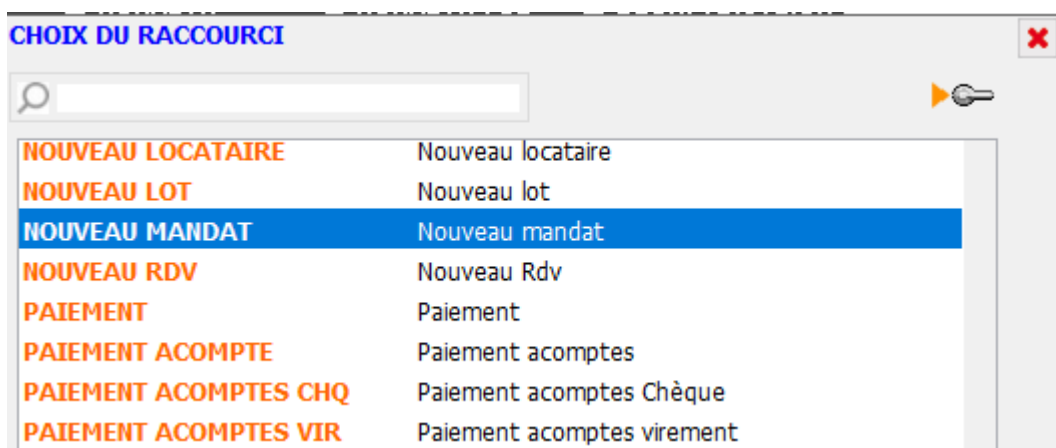 CHOIX DU RACCOURCI
NOUVEAU LOCATAIRE Nouveau locataire
NOUVEAU LOT Nouveau lot
NOUVEAU MANDAT Nouveau mandat
NOUVEAU RDV Nouveau Rdv
PAIEMENT Paiement
PAIEMENT ACOMPTE Paiement acomptes
PAIEMENT ACOMPTES CHQ Paiement acomptes Chèque
PAIEMENT ACOMPTES VIR Paiement acomptes virement